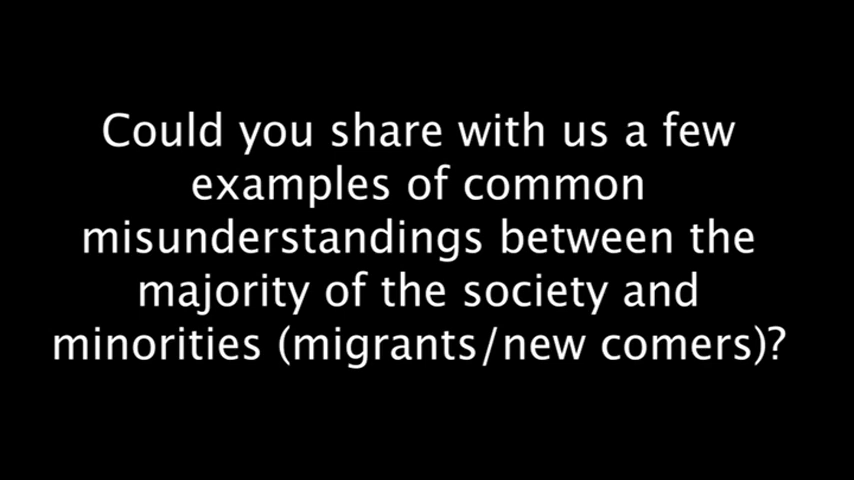 Could you share with us a few
examples of common
misunderstandings between the
majority of the society and
minorities (migrants/new comers)?